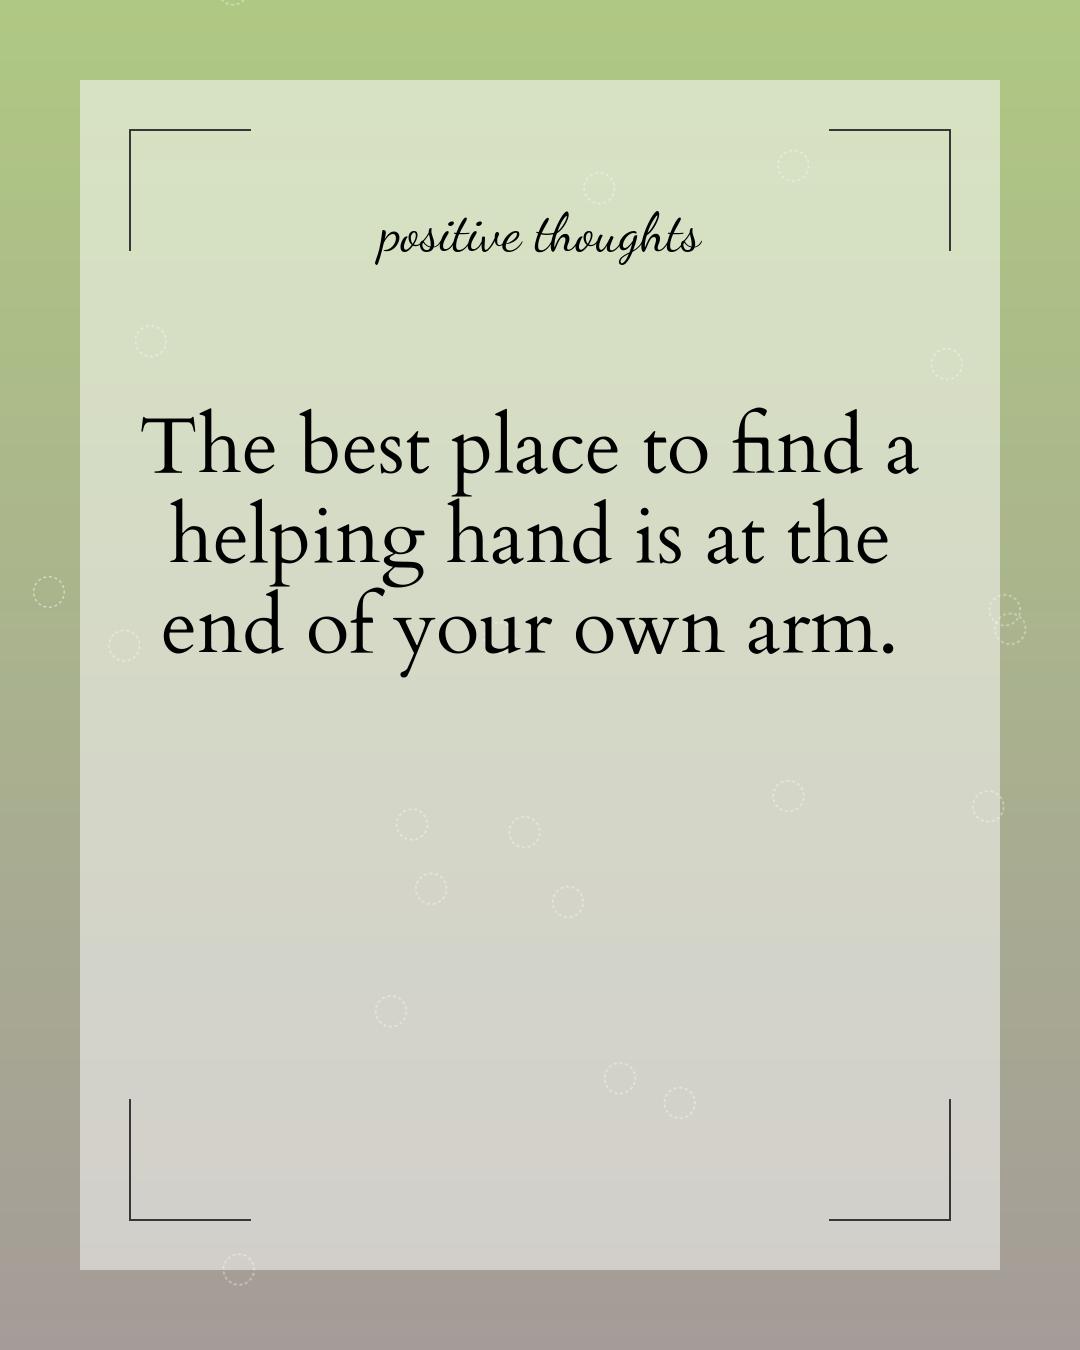 positive thoughts
The best place to find a
helping hand is at the
end of your own arm.